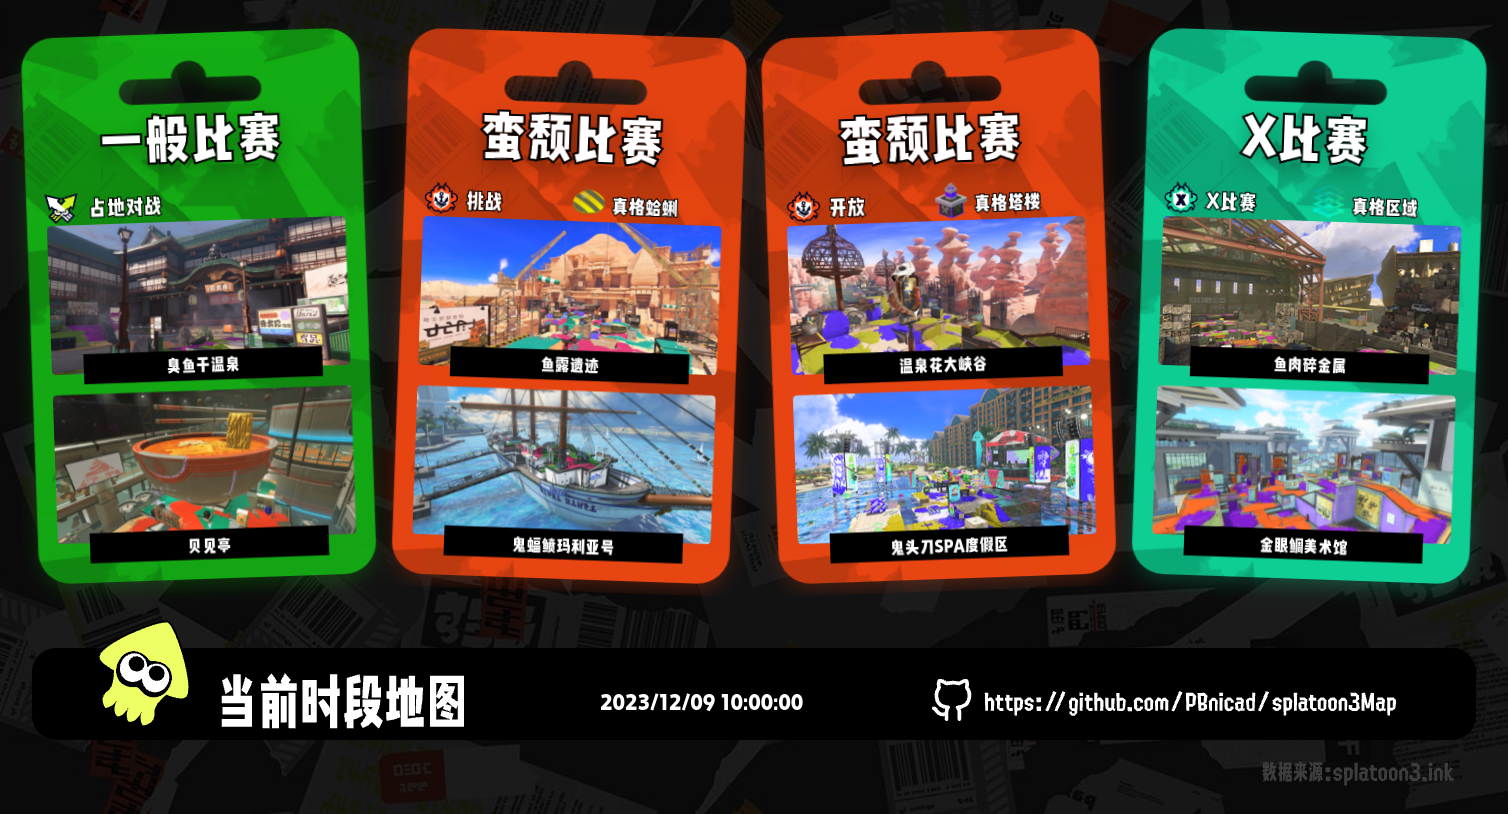 一般比赛
占地对战
臭鱼干温泉
贝见亭
蛮颓比赛
挑战
真格蛤蜊
鱼露遗迹
鬼蝠鲼玛利亚号
蛮颓比赛
开放
真格塔楼
温泉花大峡谷
鬼头刀SPA度假区
X比赛
X比赛
真格区域
鱼肉碎金属
金眼鲷美术馆
当前时段地图
2023/12/09 10:00:00
https://github.com/PBnicad/splatoon3Map
数据来源:splatoon3.ink